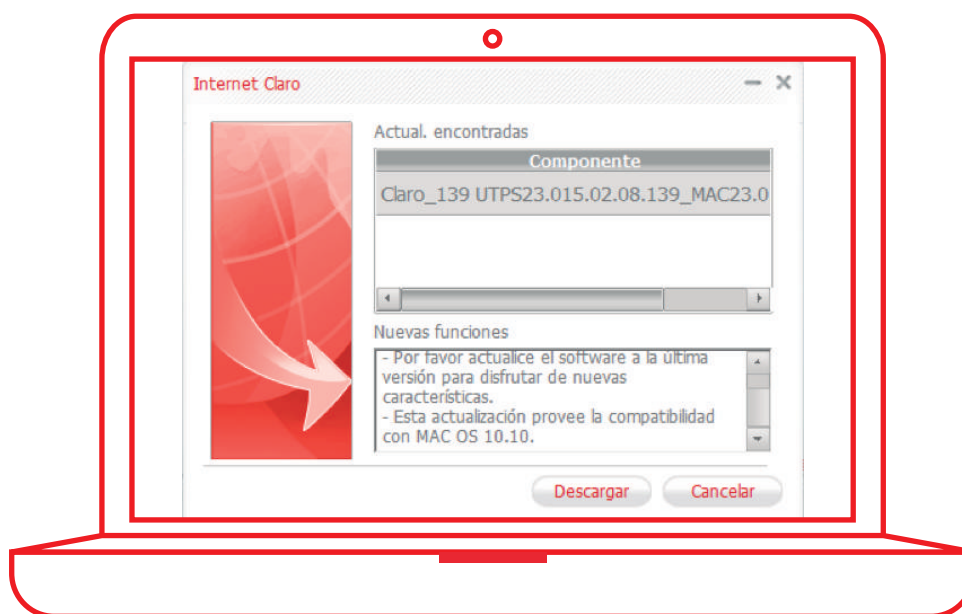 Internet Claro
Actual. encontradas
Componente
Claro_139 UTPS23.015.02.08.139_MAC23.0
Nuevas funciones
- Por favor actualice el software a la última
versión para disfrutar de nuevas
características.
- Esta actualización provee la compatibilidad
con MAC OS 10.10.
Descargar
Cancelar